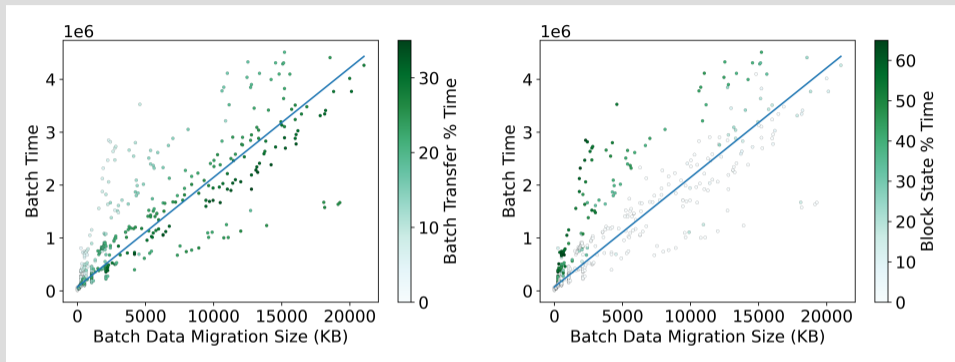 1e6
4
3
2
1
0
0 5000 10000 15000 20000
Batch Time
Batch Data Migration Size (KB)
30
20
10
0
Batch Transfer % Time
1e6
4
3
2
1
0
0 5000 10000 15000 20000
Batch Time
Batch Data Migration Size (KB)
60
50
40
30
20
10
0
Block State % Time